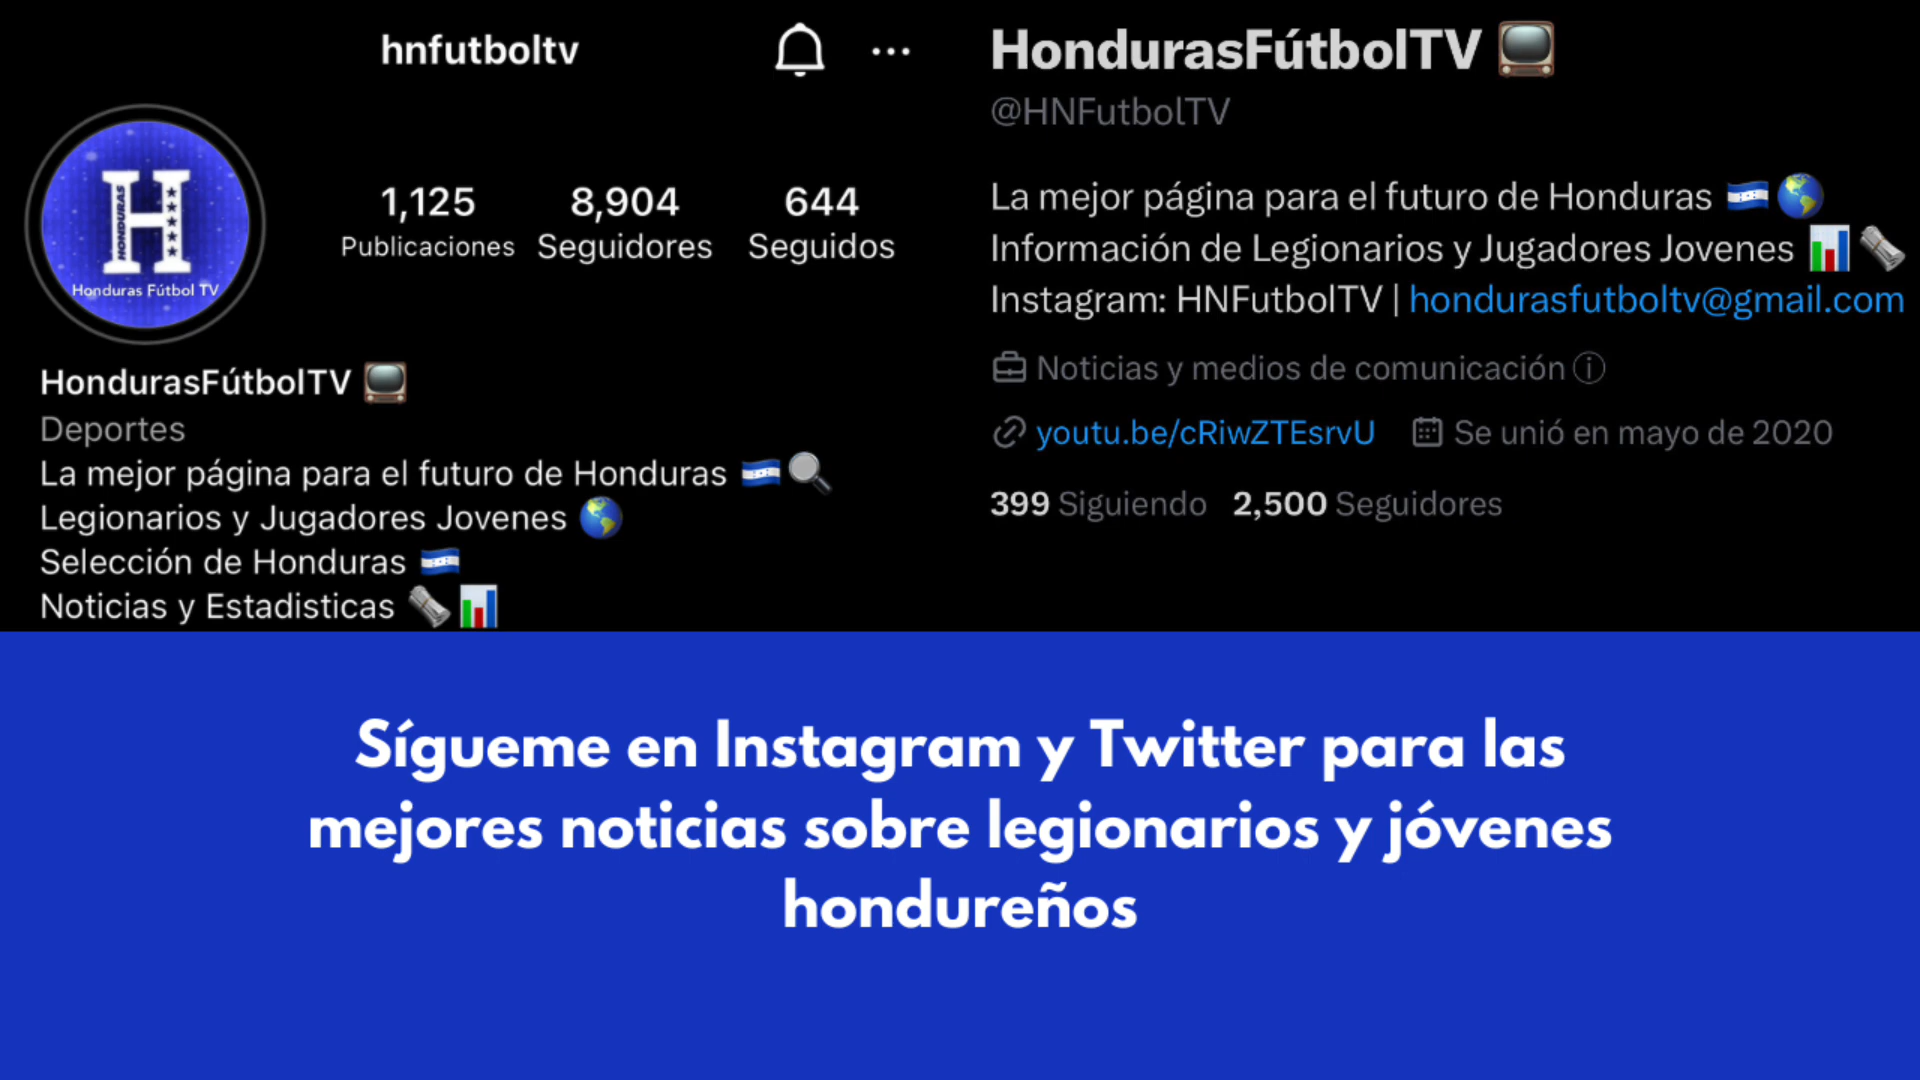 hnfutboltv
HONDURAS
Honduras Fútbol TV
1,125 8,904 644
Publicaciones Seguidores Seguidos
HondurasFútbolTV 📺
Deportes
La mejor página para el futuro de Honduras 🇭🇳🔍
Legionarios y Jugadores Jovenes 🌎
Selección de Honduras 🇭🇳
Noticias y Estadisticas 🗞📊
HondurasFútbolTV 📺
@HNFutbolTV
La mejor página para el futuro de Honduras 🇭🇳🌎
Información de Legionarios y Jugadores Jovenes 📊🗞
Instagram: HNFutbolTV | hondurasfutboltv@gmail.com
Noticias y medios de comunicación
youtu.be/cRiwZTEsrvU Se unió en mayo de 2020
399 Siguiendo 2,500 Seguidores
Sígueme en Instagram y Twitter para las
mejores noticias sobre legionarios y jóvenes
hondureños